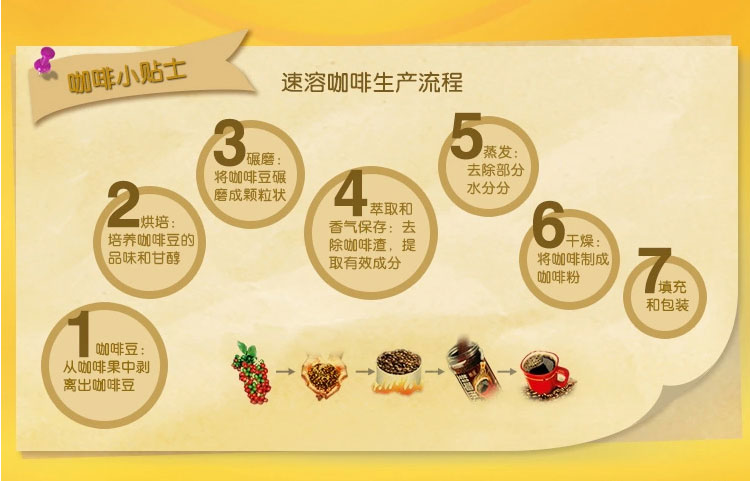 咖啡小贴士
速溶咖啡生产流程
1 咖啡豆:
从咖啡果中剥
离出咖啡豆
2 烘培:
培养咖啡豆的
品味和甘醇
3 碾磨:
将咖啡豆碾
磨成颗粒状
4 萃取和
香气保存:去
除咖啡渣,提
取有效成分
5 蒸发:
去除部分
水分分
6 干燥:
将咖啡制成
咖啡粉
7 填充
和包装